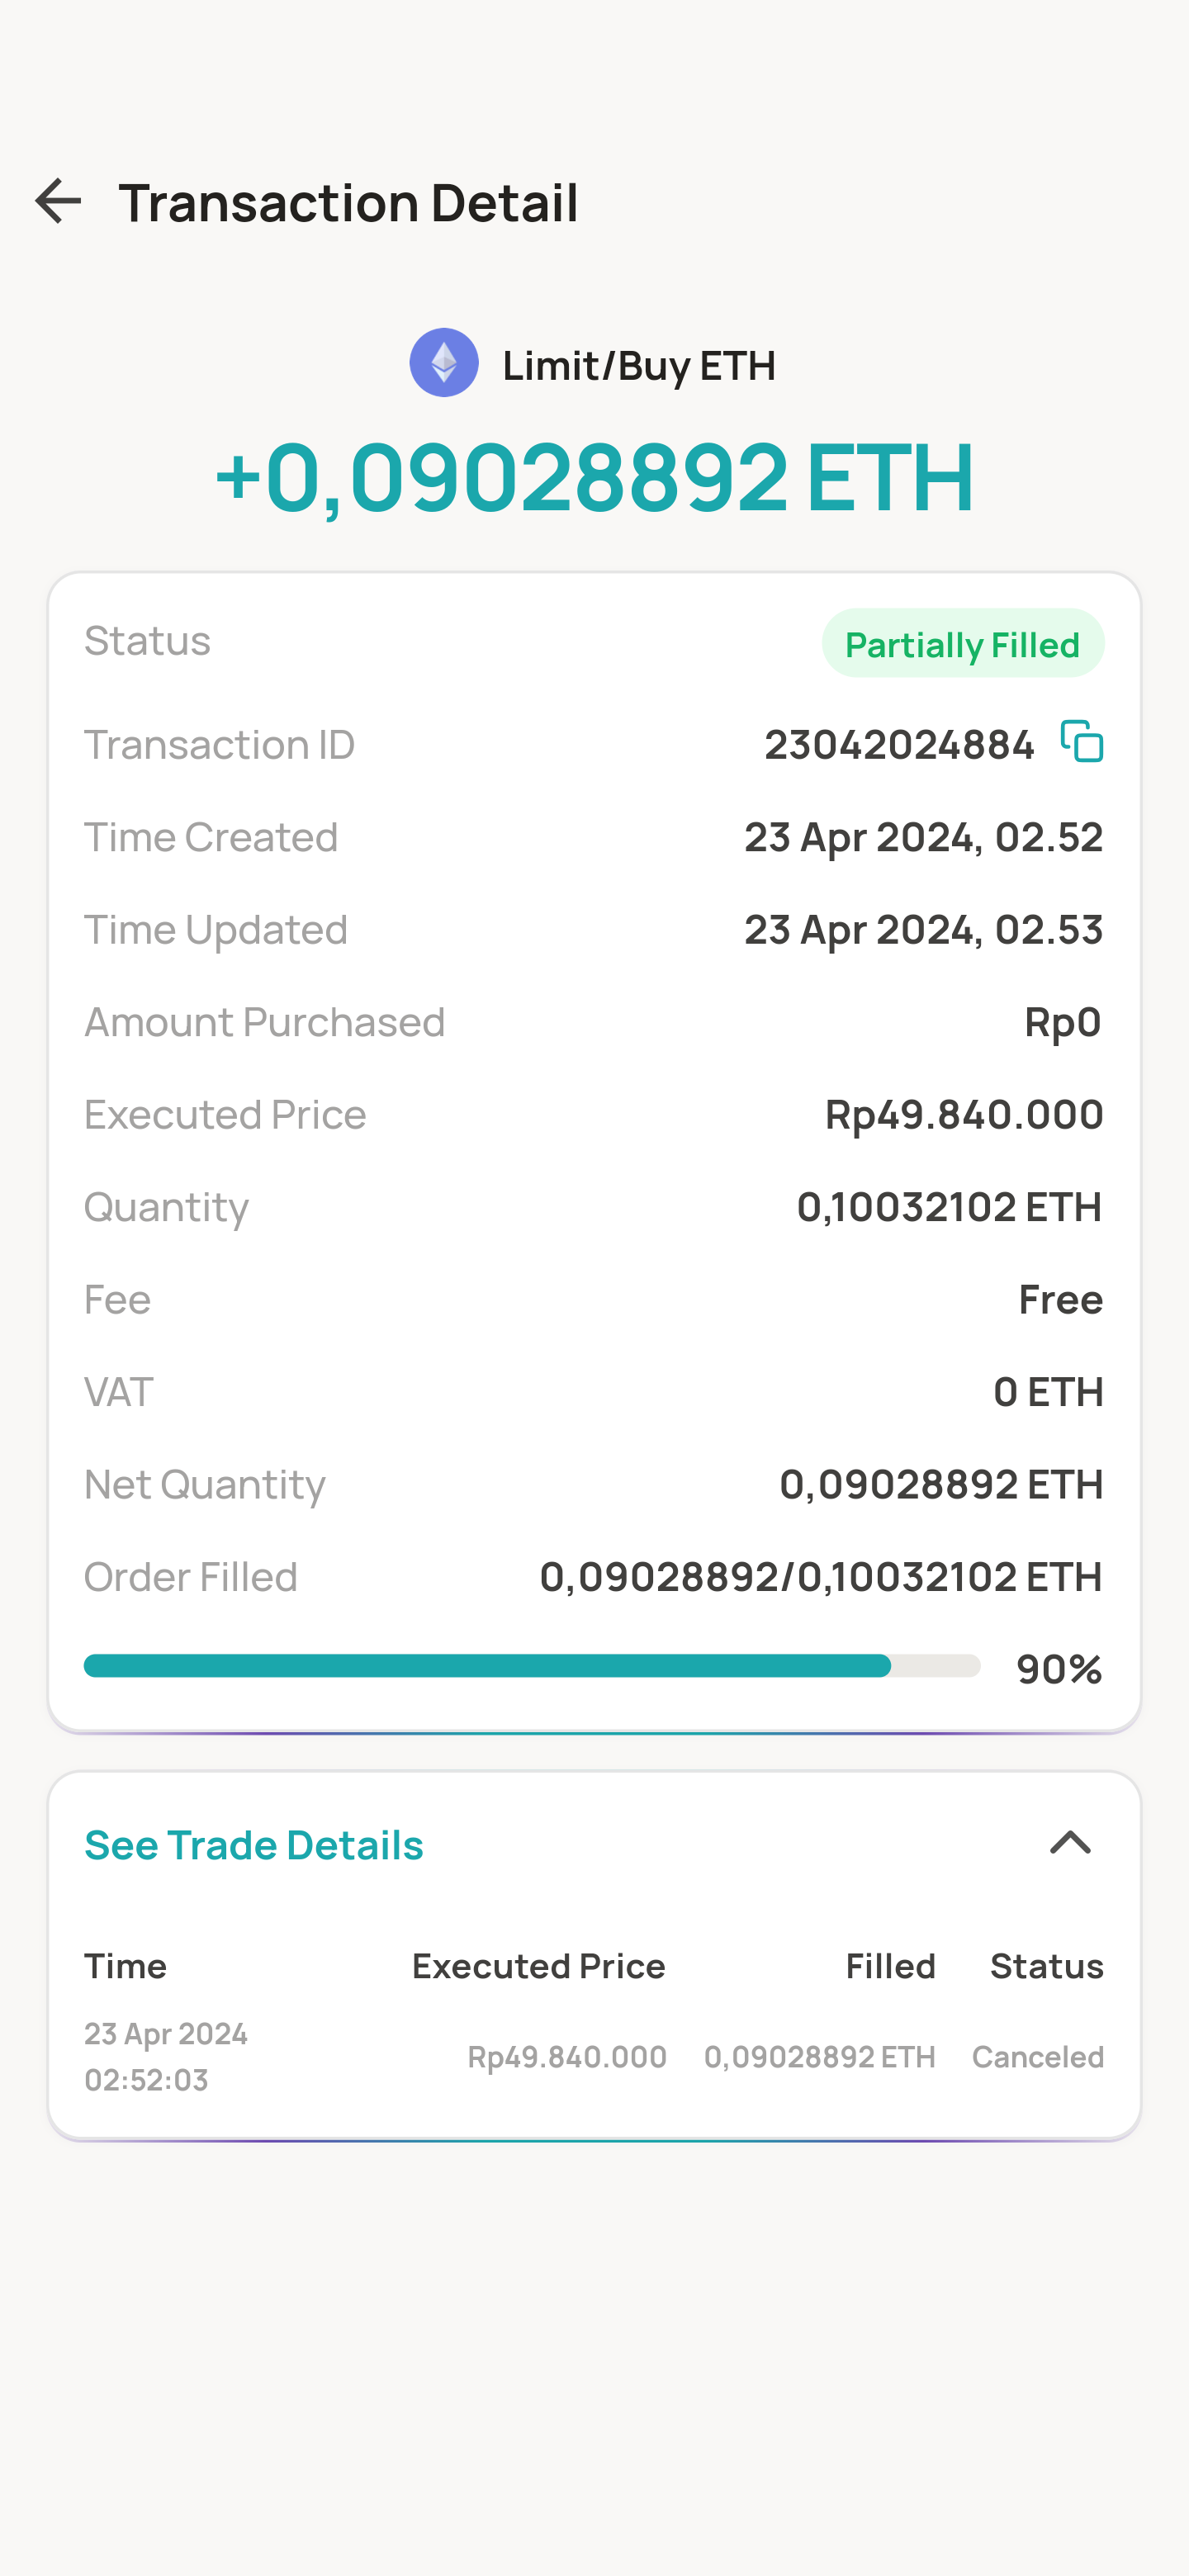 Transaction Detail
Limit/Buy ETH
+0,09028892 ETH
Status Partially Filled
Transaction ID 23042024884
Time Created 23 Apr 2024, 02.52
Time Updated 23 Apr 2024, 02.53
Amount Purchased Rp0
Executed Price Rp49.840.000
Quantity 0,10032102 ETH
Fee Free
VAT 0 ETH
Net Quantity 0,09028892 ETH
Order Filled 0,09028892/0,10032102 ETH
90%
See Trade Details
Time Executed Price Filled Status
23 Apr 2024
02:52:03 Rp49.840.000 0,09028892 ETH Canceled